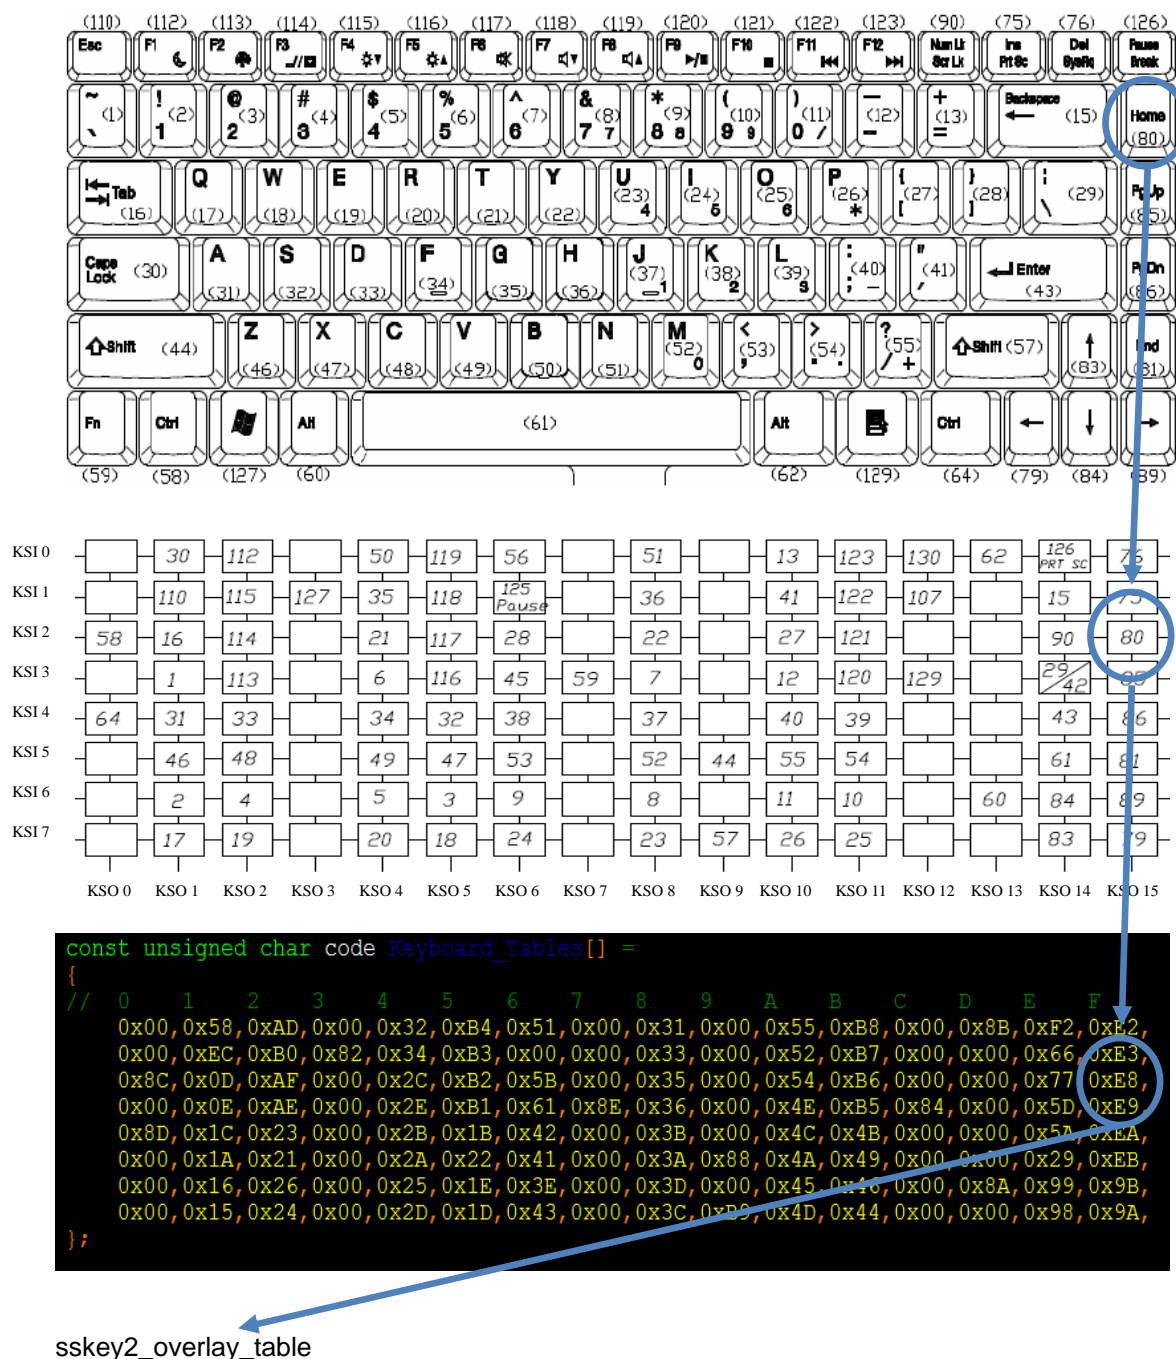 (110) (112) (113) (114) (115) (116) (117) (118) (119) (120) (121) (122) (123) (90) (75) (76) (126)
Esc F1 F2 F3 F4 F5 F6 F7 F8 F9 F10 F11 F12 Num Lk Ins Del Pause
Scr Lk Prt Sc SysRq Break
~ ! @ # $ % ^ & * ( ) — + Backspace
(1) (2) (3) (4) (5) (6) (7) (8) (9) (10) (11) (12) (13) (15) Home
` 1 2 3 4 5 6 7 7 8 8 9 9 0 / - = (80)
Tab Q W E R T Y U I O P { } ¦ PgUp
(16) (17) (18) (19) (20) (21) (22) (23) (24) (25) (26) (27) (28) (29) (85)
4 5 6 * [ ] \
Caps Lock A S D F G H J K L : " Enter PgDn
(30) (31) (32) (33) (34) (35) (36) (37) (38) (39) (40) (41) (43) (86)
1 2 3 ; - '
Shift Z X C V B N M < > ? Shift End
(44) (46) (47) (48) (49) (50) (51) (52) (53) (54) (55) (57) (83) (81)
0 , . . / +
Fn Ctrl Alt (61) Alt Ctrl
(59) (58) (127) (60) (62) (129) (64) (79) (84) (89)
KSI 0 30 112 50 119 56 51 13 123 130 62 126 PRT SC 76
KSI 1 110 115 127 35 118 125 Pause 36 41 122 107 15 75
KSI 2 58 16 114 21 117 28 22 27 121 90 80
KSI 3 1 113 6 116 45 59 7 12 120 129 29/42 85
KSI 4 64 31 33 34 32 38 37 40 39 43 86
KSI 5 46 48 49 47 53 52 44 55 54 61 81
KSI 6 2 4 5 3 9 8 11 10 60 84 89
KSI 7 17 19 20 18 24 23 57 26 25 83 79
KSO 0 KSO 1 KSO 2 KSO 3 KSO 4 KSO 5 KSO 6 KSO 7 KSO 8 KSO 9 KSO 10 KSO 11 KSO 12 KSO 13 KSO 14 KSO 15
const unsigned char code Keyboard_Tables[] =
{
// 0 1 2 3 4 5 6 7 8 9 A B C D E F
0x00,0x58,0xAD,0x00,0x32,0xB4,0x51,0x00,0x31,0x00,0x55,0xB8,0x00,0x8B,0xF2,0xE2,
0x00,0xEC,0xB0,0x82,0x34,0xB3,0x00,0x00,0x33,0x00,0x52,0xB7,0x00,0x00,0x66,0xE3,
0x8C,0x0D,0xAF,0x00,0x2C,0xB2,0x5B,0x00,0x35,0x00,0x54,0xB6,0x00,0x00,0x77,0xE8,
0x00,0x0E,0xAE,0x00,0x2E,0xB1,0x61,0x8E,0x36,0x00,0x4E,0xB5,0x84,0x00,0x5D,0xE9,
0x8D,0x1C,0x23,0x00,0x2B,0x1B,0x42,0x00,0x3B,0x00,0x4C,0x4B,0x00,0x00,0x5A,0xEA,
0x00,0x1A,0x21,0x00,0x2A,0x22,0x41,0x00,0x3A,0x88,0x4A,0x49,0x00,0x00,0x29,0xEB,
0x00,0x16,0x26,0x00,0x25,0x1E,0x3E,0x00,0x3D,0x00,0x45,0x46,0x00,0x8A,0x99,0x9B,
0x00,0x15,0x24,0x00,0x2D,0x1D,0x43,0x00,0x3C,0xB9,0x4D,0x44,0x00,0x00,0x98,0x9A,
};
sskey2_overlay_table